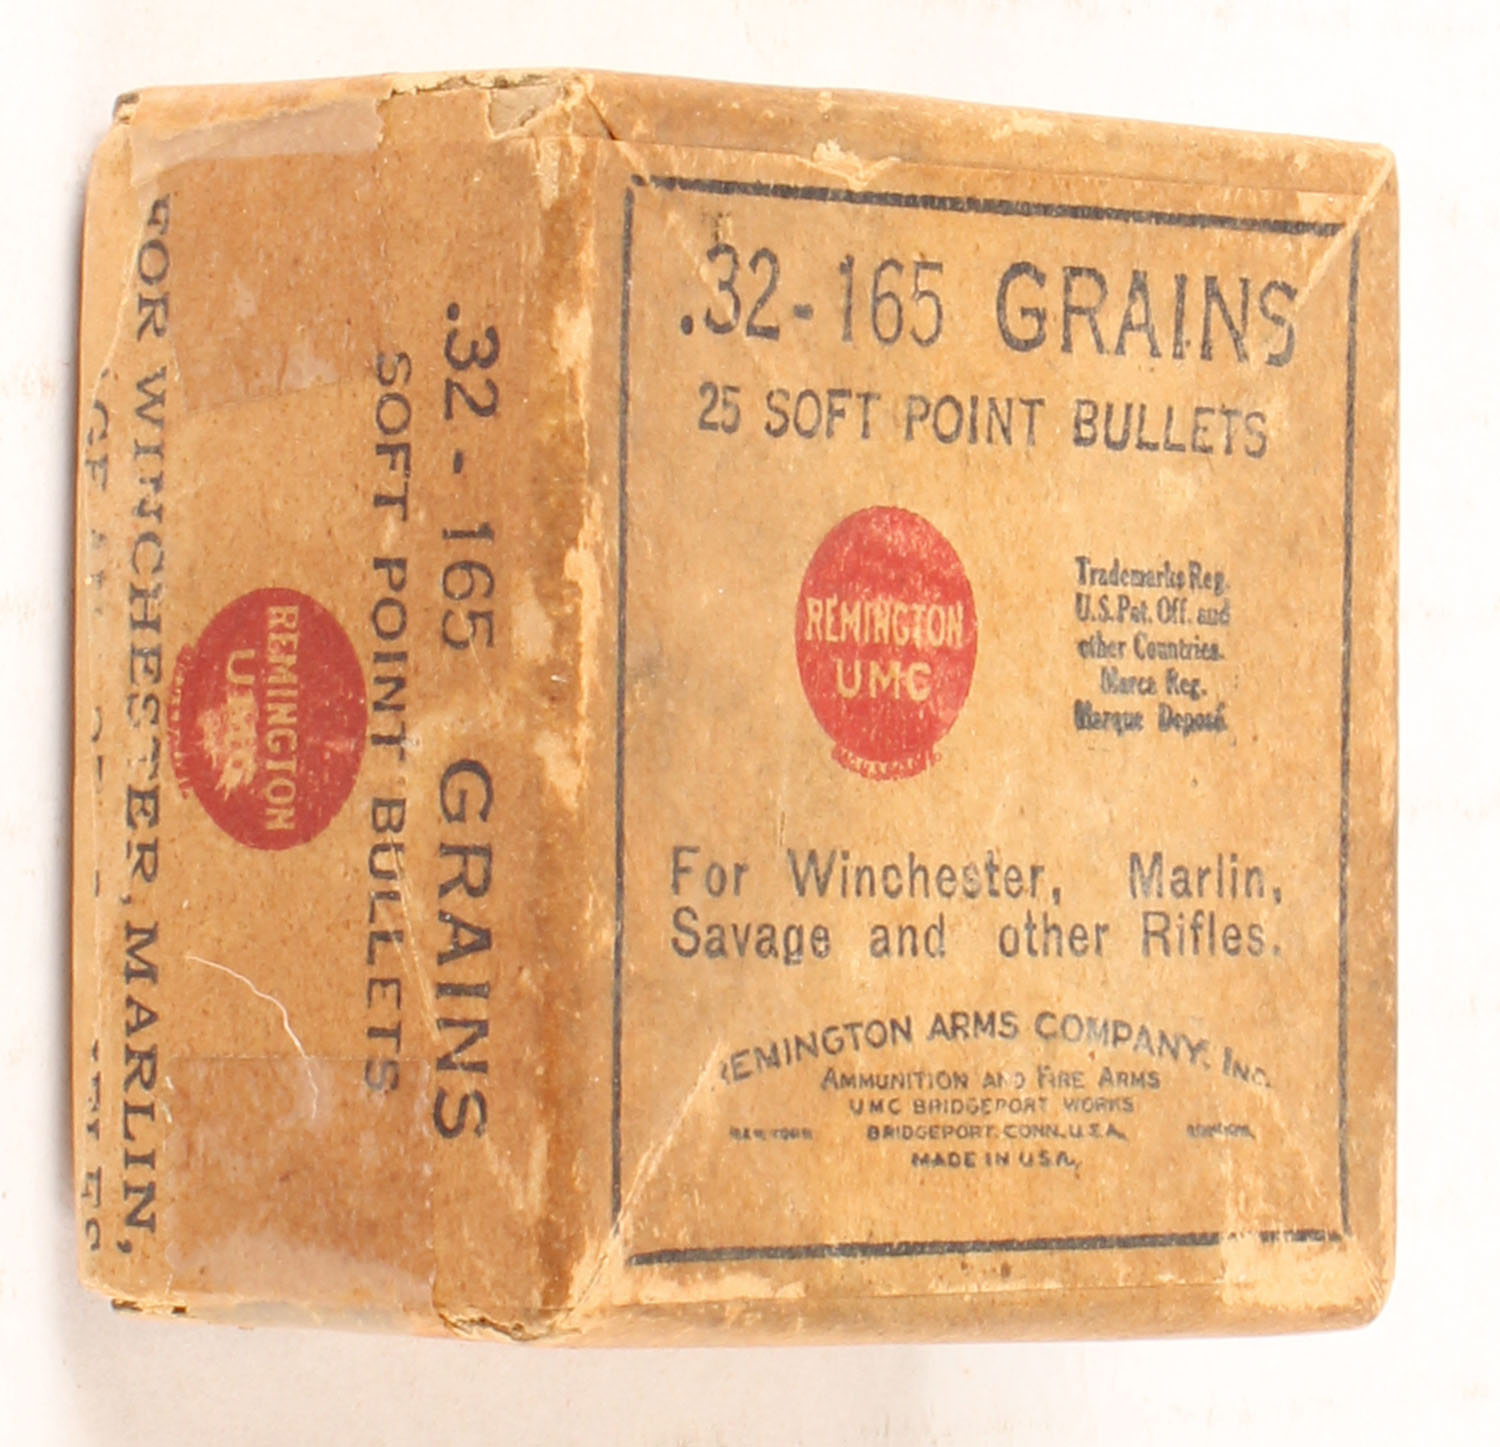 .32-165 GRAINS
25 SOFT POINT BULLETS
REMINGTON
UMC
Trademarks Reg.
U.S. Pat. Off. and
other Countries.
Marca Reg.
Marque Deposé.
For Winchester, Marlin,
Savage and other Rifles.
REMINGTON ARMS COMPANY, INC.
AMMUNITION AND FIRE ARMS
UMC BRIDGEPORT WORKS
BRIDGEPORT, CONN., U.S.A.
MADE IN U.S.A.
.32-165 GRAINS
SOFT POINT BULLETS
REMINGTON
UMC
FOR WINCHESTER, MARLIN,